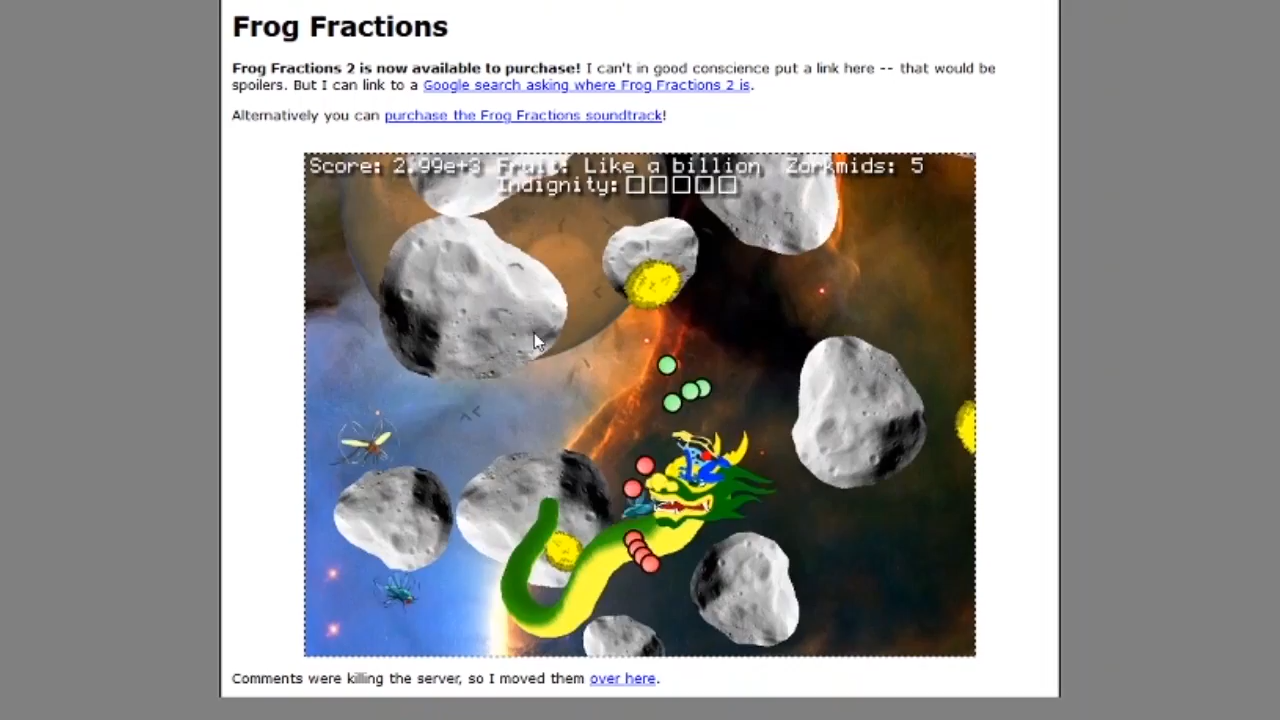 Frog Fractions
Frog Fractions 2 is now available to purchase! I can't in good conscience put a link here -- that would be
spoilers. But I can link to a Google search asking where Frog Fractions 2 is.
Alternatively you can purchase the Frog Fractions soundtrack!
Score: 2.99e+3 Fruit: Like a billion Zorkmids: 5
Indignity:
Comments were killing the server, so I moved them over here.